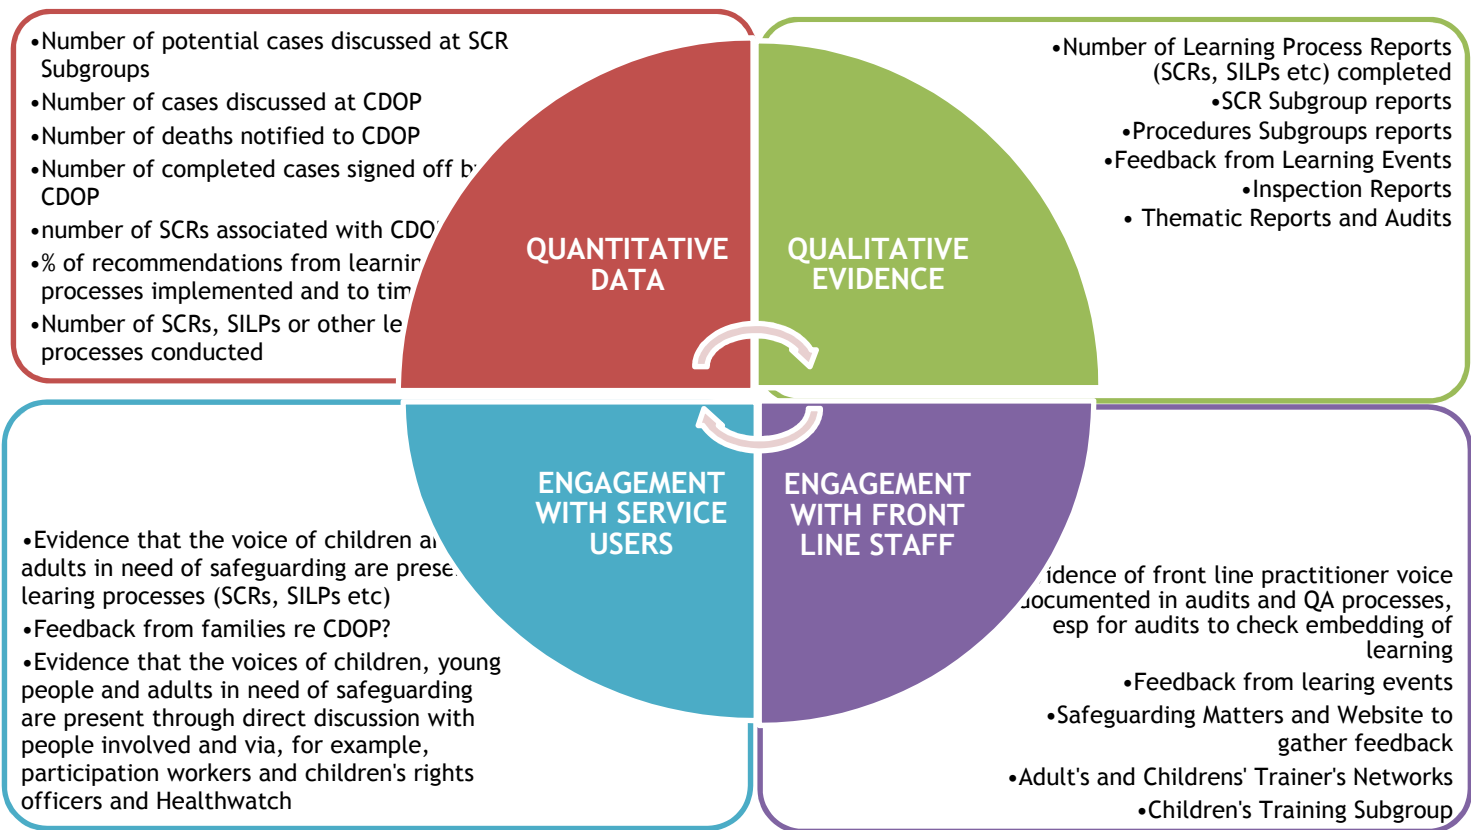 •Number of potential cases discussed at SCR
Subgroups
•Number of cases discussed at CDOP
•Number of deaths notified to CDOP
•Number of completed cases signed off
CDOP
•number of SCRs associated with
•% of recommendations from
processes implemented and to
•Number of SCRs, SILPs or other
processes conducted
QUANTITATIVE
DATA
•Number of Learning Process Reports
(SCRs, SILPs etc) completed
•SCR Subgroup reports
•Procedures Subgroups reports
•Feedback from Learning Events
•Inspection Reports
• Thematic Reports and Audits
QUALITATIVE
EVIDENCE
ENGAGEMENT
WITH SERVICE
USERS
•Evidence that the voice of children
adults in need of safeguarding are
learing processes (SCRs, SILPs etc)
•Feedback from families re CDOP?
•Evidence that the voices of children, young
people and adults in need of safeguarding
are present through direct discussion with
people involved and via, for example,
participation workers and children's rights
officers and Healthwatch
ENGAGEMENT
WITH FRONT
LINE STAFF
of front line practitioner voice
documented in audits and QA processes,
esp for audits to check embedding of
learning
•Feedback from learing events
•Safeguarding Matters and Website to
gather feedback
•Adult's and Childrens' Trainer's Networks
•Children's Training Subgroup